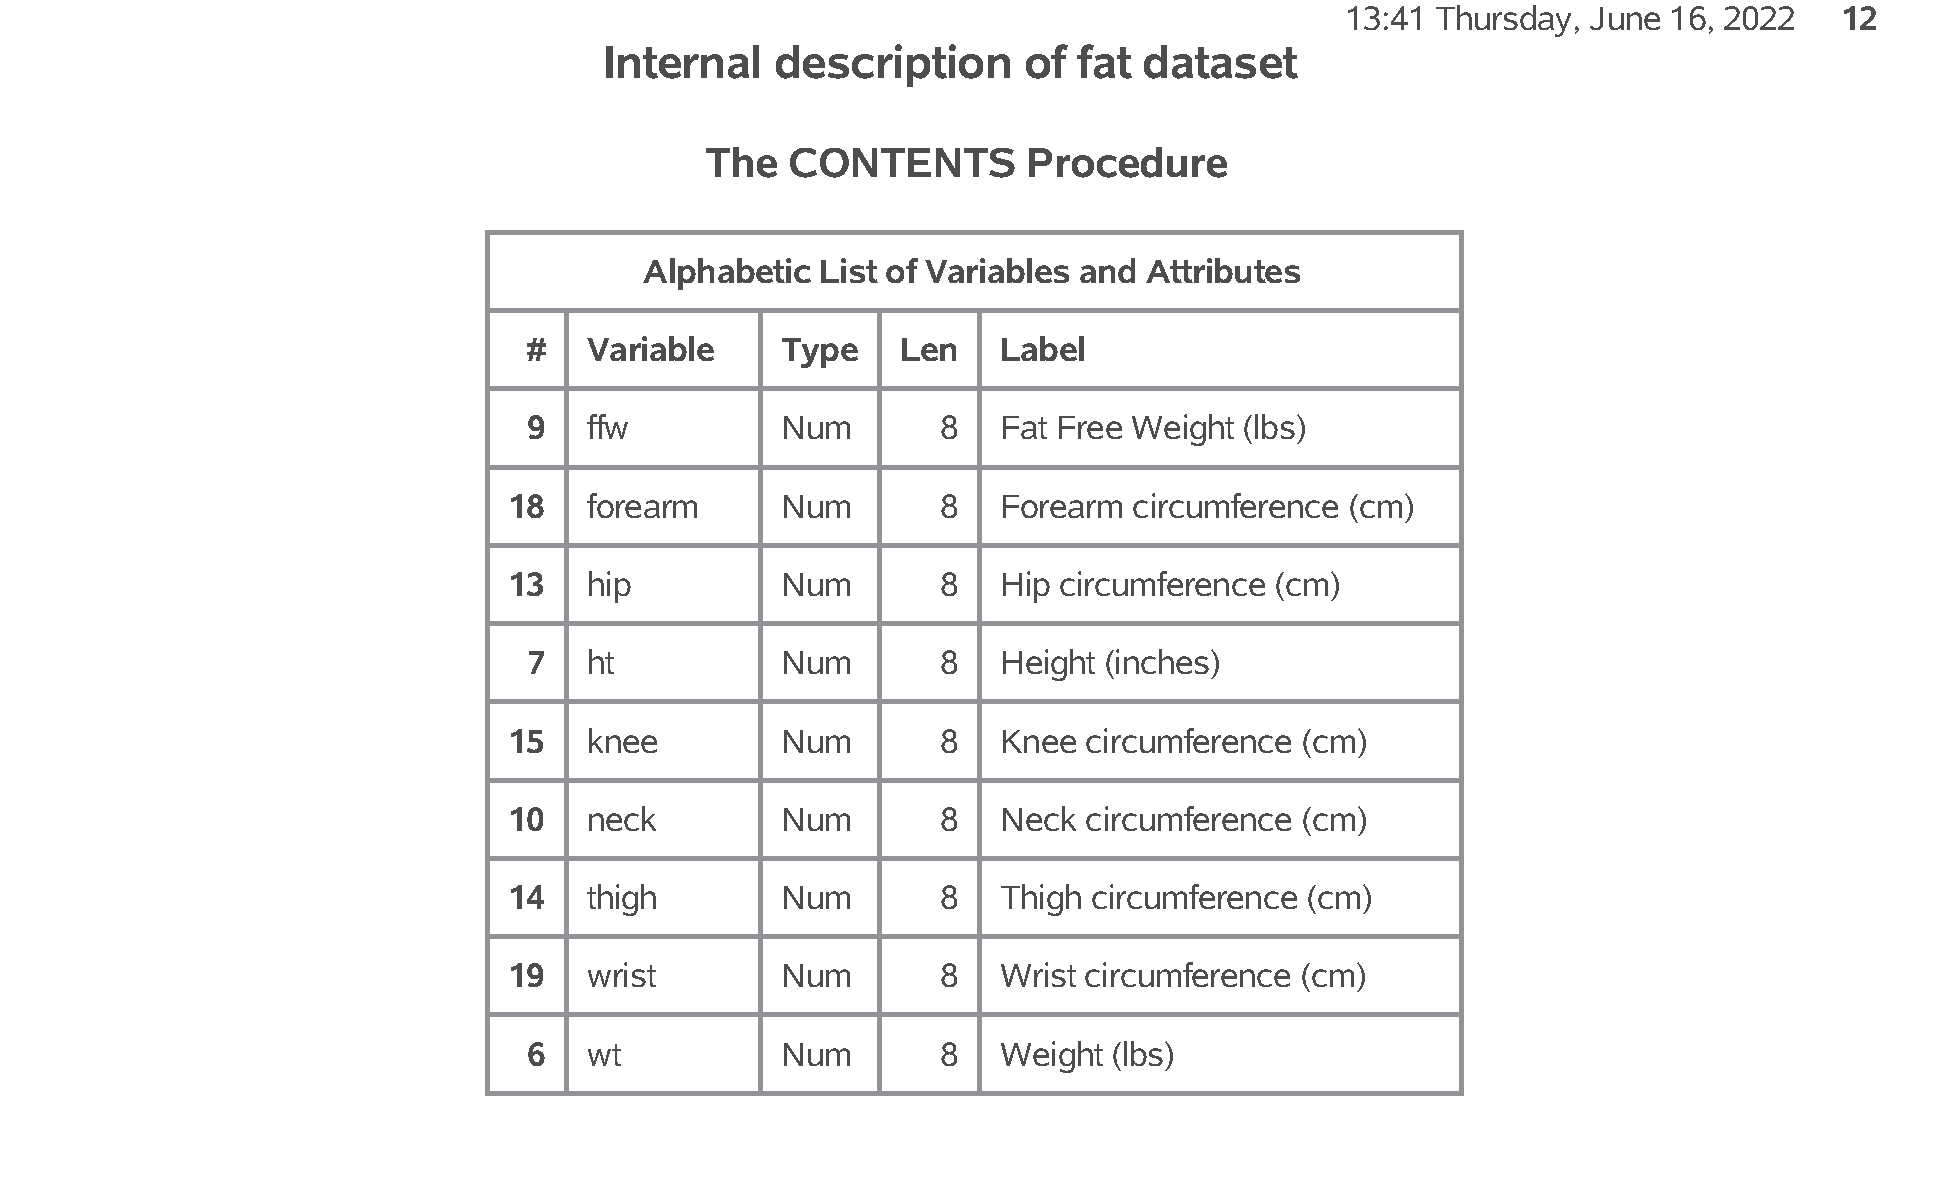 13:41 Thursday, June 16, 2022 12
Internal description of fat dataset
The CONTENTS Procedure
Alphabetic List of Variables and Attributes
# Variable Type Len Label
9 ffw Num 8 Fat Free Weight (lbs)
18 forearm Num 8 Forearm circumference (cm)
13 hip Num 8 Hip circumference (cm)
7 ht Num 8 Height (inches)
15 knee Num 8 Knee circumference (cm)
10 neck Num 8 Neck circumference (cm)
14 thigh Num 8 Thigh circumference (cm)
19 wrist Num 8 Wrist circumference (cm)
6 wt Num 8 Weight (lbs)